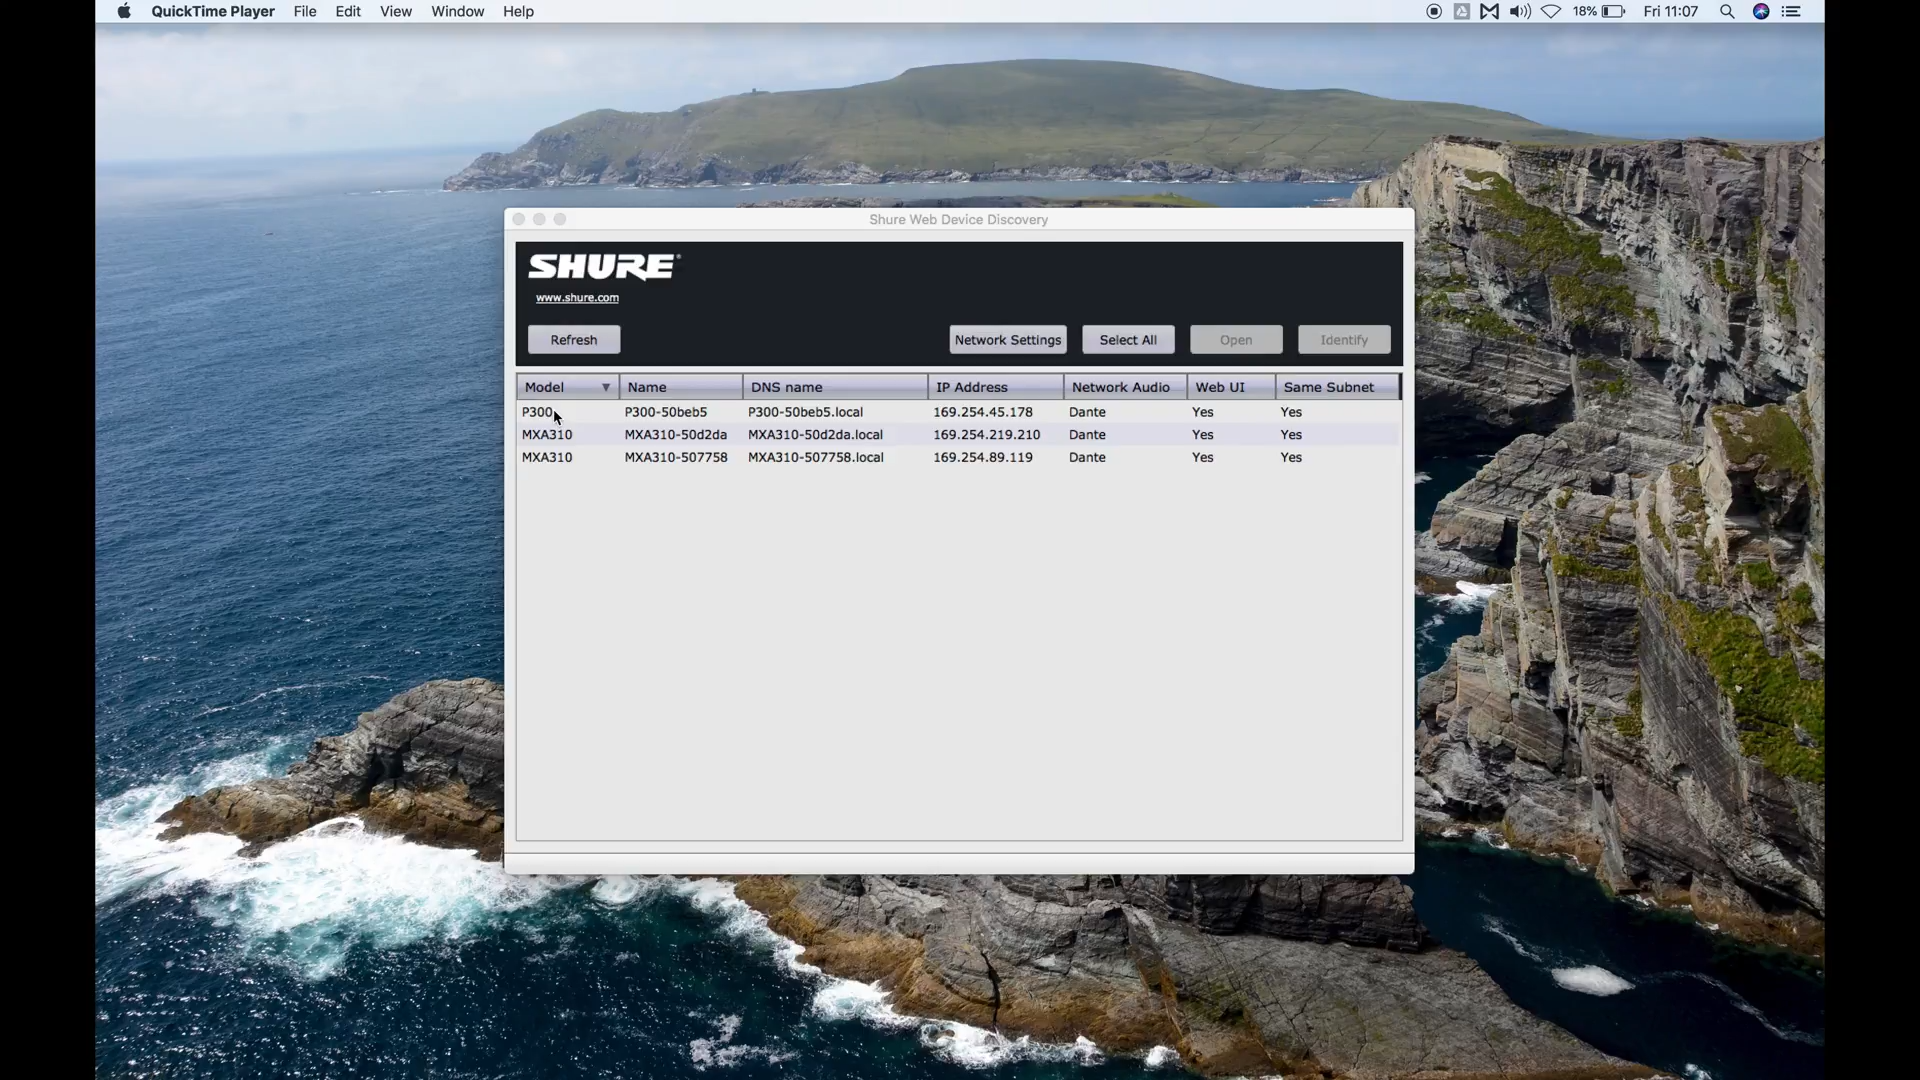 QuickTime Player File Edit View Window Help 18% Fri 11:07
Shure Web Device Discovery
SHURE
www.shure.com
Refresh Network Settings Select All Open Identify
Model Name DNS name IP Address Network Audio Web UI Same Subnet
P300 P300-50beb5 P300-50beb5.local 169.254.45.178 Dante Yes Yes
MXA310 MXA310-50d2da MXA310-50d2da.local 169.254.219.210 Dante Yes Yes
MXA310 MXA310-507758 MXA310-507758.local 169.254.89.119 Dante Yes Yes